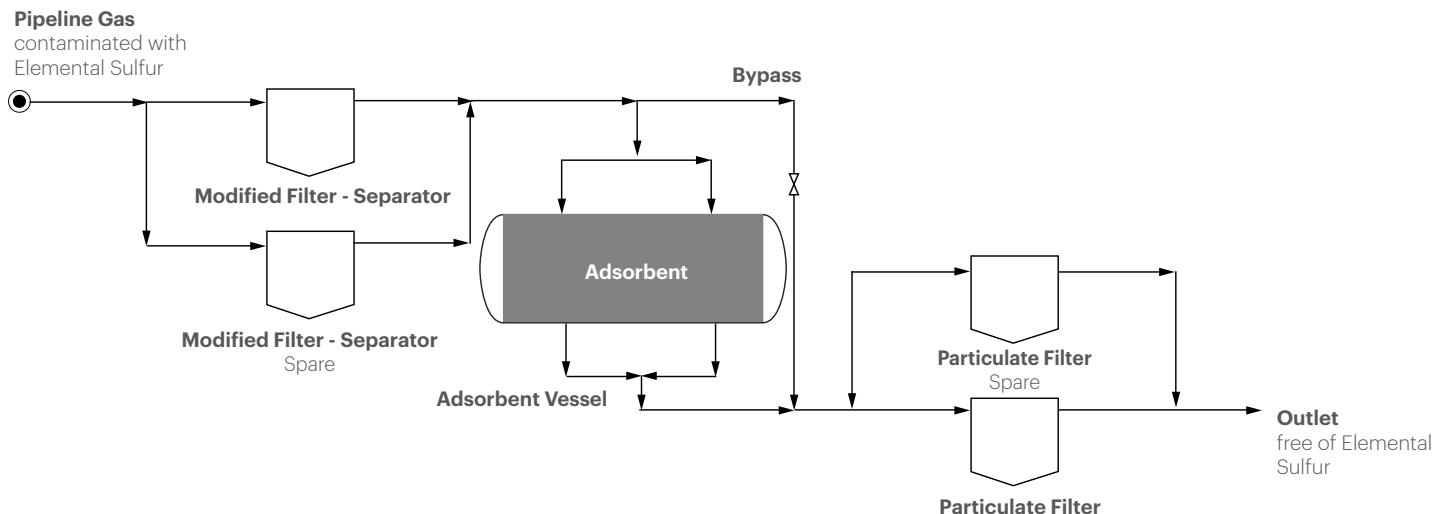 Pipeline Gas
contaminated with
Elemental Sulfur
Bypass
Modified Filter - Separator
Adsorbent
Modified Filter - Separator
Spare
Adsorbent Vessel
Particulate Filter
Spare
Outlet
free of Elemental
Sulfur
Particulate Filter